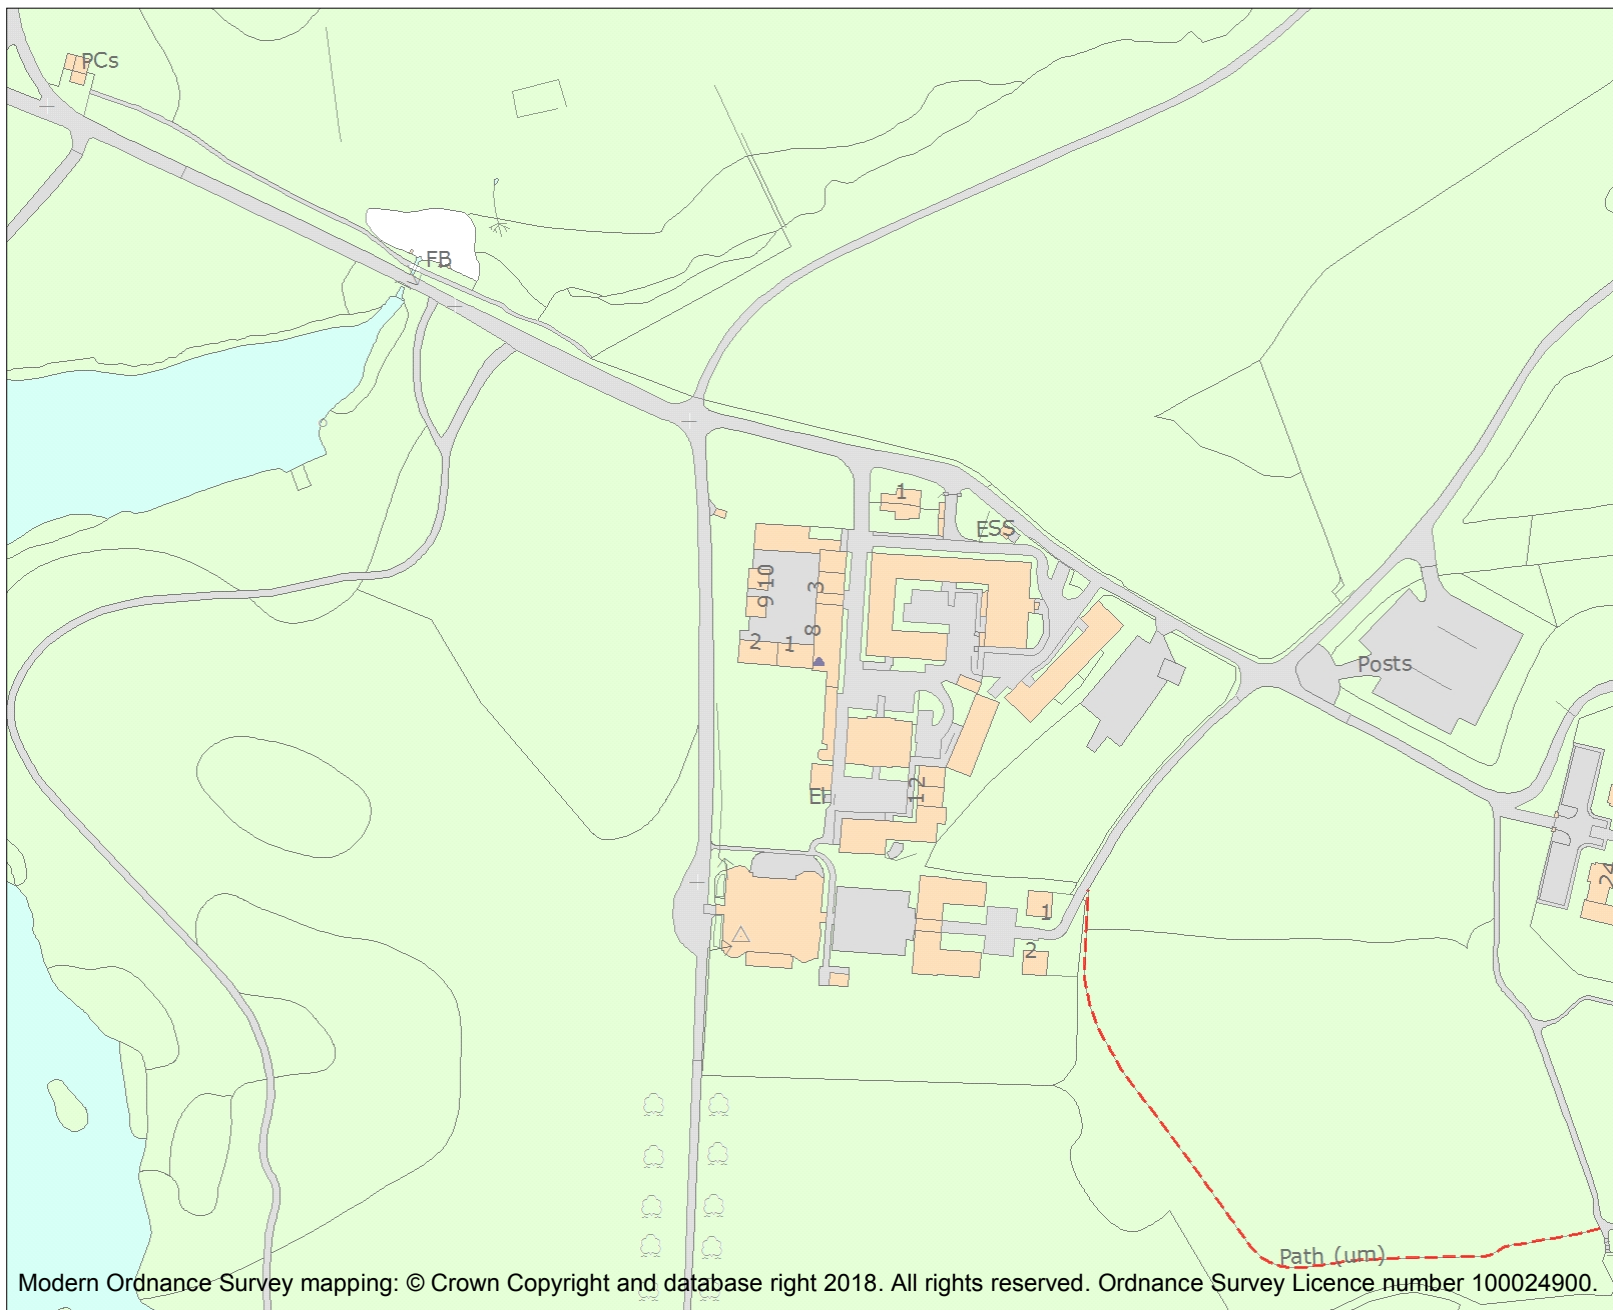 PCs
FB
1
ESS
10
9
3
8
2
1
Posts
El
12
24
1
2
Path (um)
Modern Ordnance Survey mapping: © Crown Copyright and database right 2018. All rights reserved. Ordnance Survey Licence number 100024900.